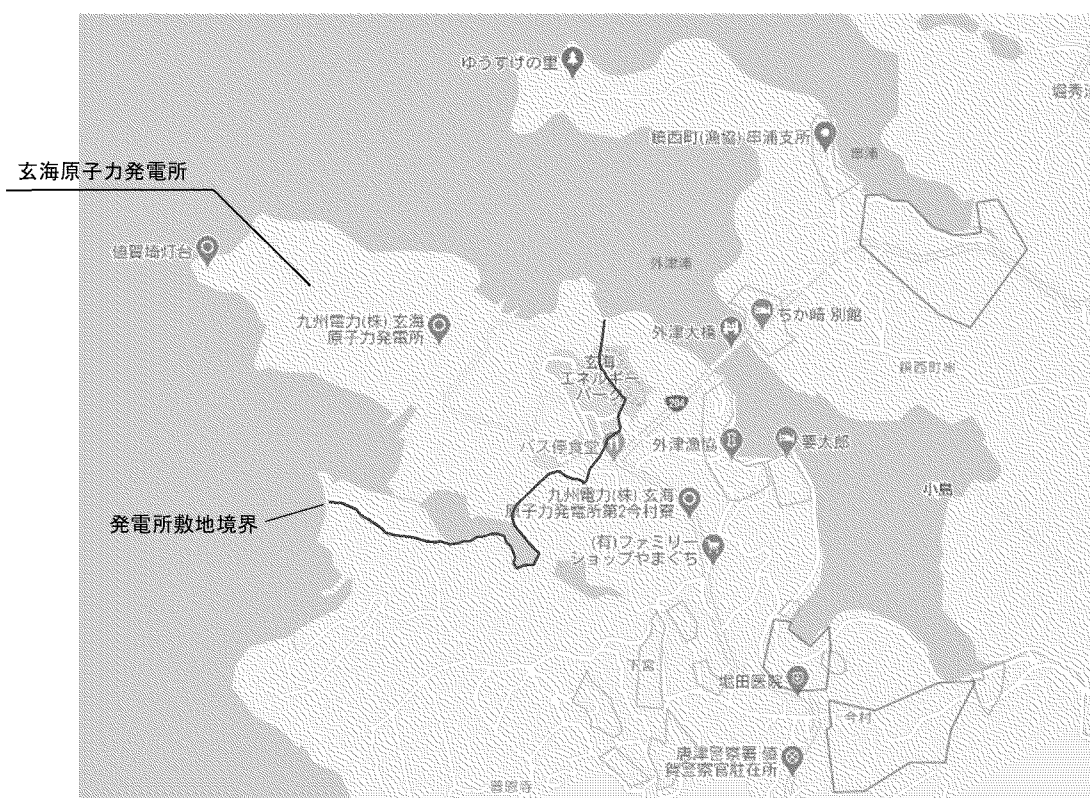 ゆうすげの里
鎮西町(漁協)串浦支所
串浦
玄海原子力発電所
値賀埼灯台
外津浦
九州電力(株) 玄海
原子力発電所
ちか崎 別館
外津大橋
玄海
エネルギー
パーク
204
バス停食堂
外津漁協
要太郎
小島
九州電力(株) 玄海
原子力発電所第2今村寮
発電所敷地境界
(有)ファミリー
ショップやまぐち
下宮
堀田医院
今村
唐津警察署 値
賀警察官駐在所
普恩寺